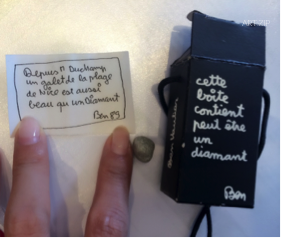 Depuis M Duchamp
un galet de la plage
de Nice est aussi
beau qu'un Diamant
Ben 89.
cette
boîte
contient
peut être
un
diamant
Ben